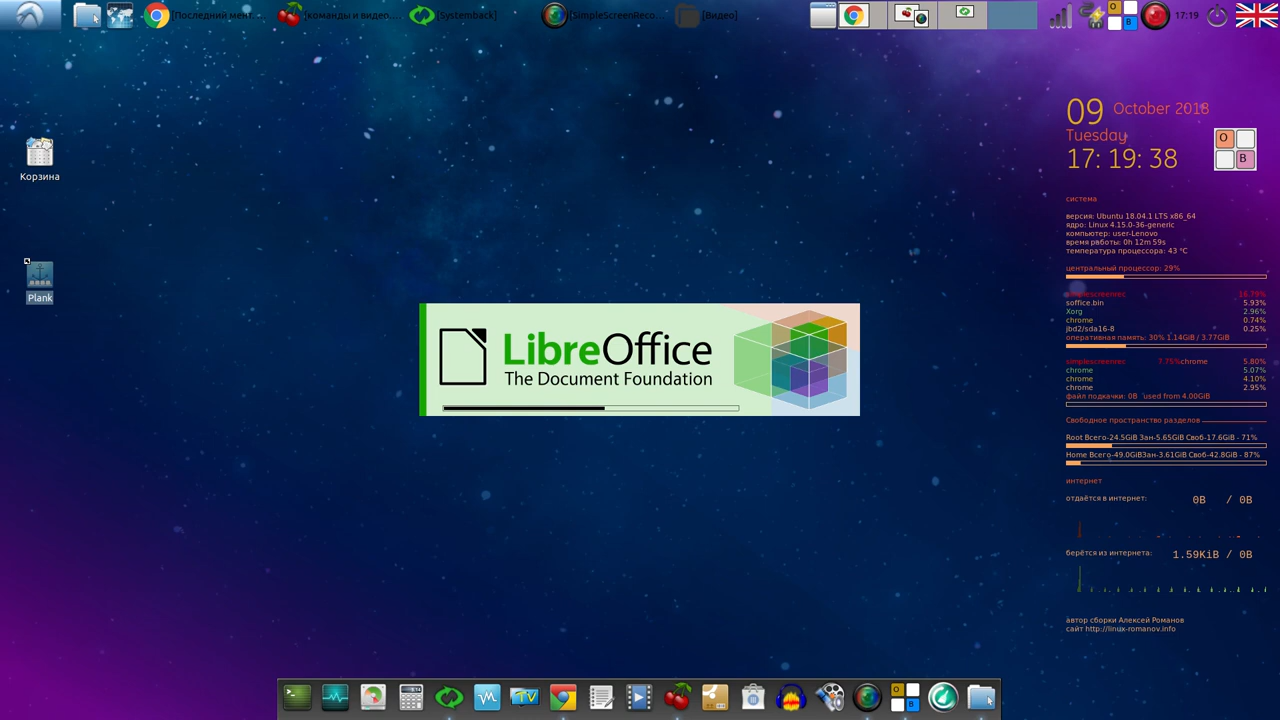 [Последний мент...
[команды и видео....
[Systemback]
[SimpleScreenReco...
[Видео]
O
B
17:19
09 October 2018
Tuesday
17: 19: 38
O
B
Корзина
Plank
система
версия: Ubuntu 18.04.1 LTS x86_64
ядро: Linux 4.15.0-36-generic
компьютер: user-Lenovo
время работы: 0h 12m 59s
температура процессора: 43 °C
центральный процессор: 29%
simplescreenrec 16.79%
soffice.bin 5.93%
Xorg 2.96%
chrome 0.74%
jbd2/sda16-8 0.25%
оперативная память: 30% 1.14GiB / 3.77GiB
simplescreenrec 7.75%chrome 5.80%
chrome 5.07%
chrome 4.10%
chrome 2.95%
файл подкачки: 0B used from 4.00GiB
Свободное пространство разделов
Root Всего-24.5GiB Зан-5.65GiB Своб-17.6GiB - 71%
Home Всего-49.0GiBЗан-3.61GiB Своб-42.8GiB - 87%
интернет
отдаётся в интернет: 0B / 0B
берётся из интернета: 1.59KiB / 0B
автор сборки Алексей Романов
сайт http://linux-romanov.info
LibreOffice
The Document Foundation
TV
O
B